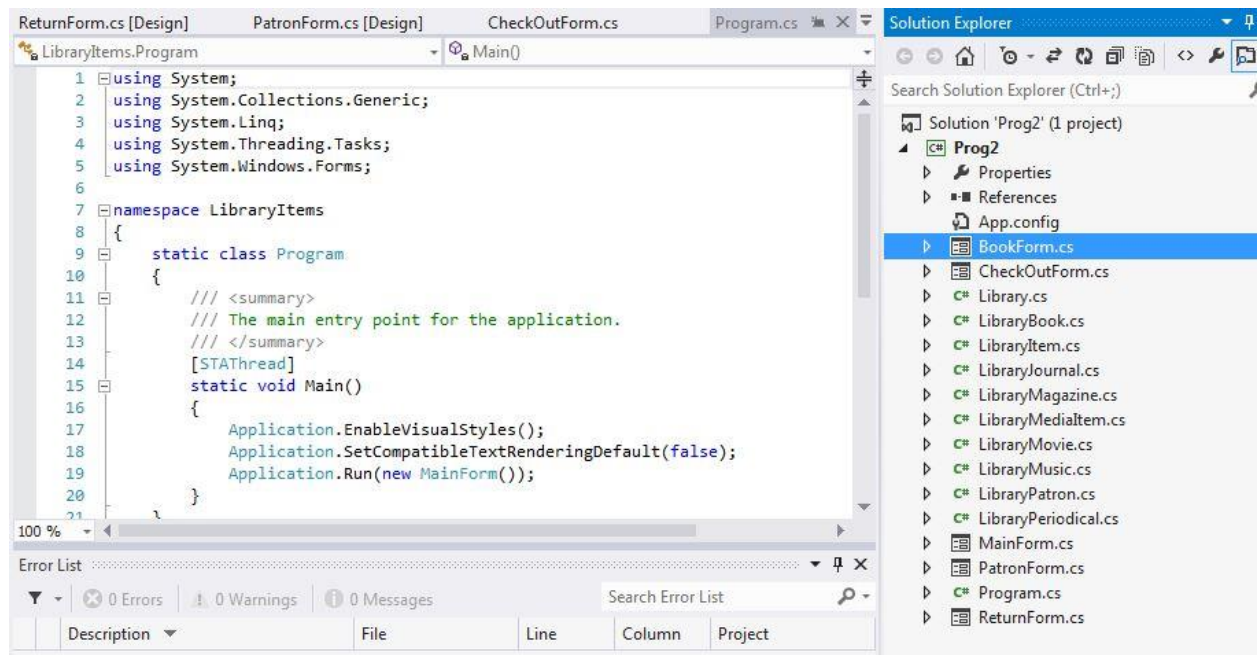 ReturnForm.cs [Design] PatronForm.cs [Design] CheckOutForm.cs Program.cs
LibraryItems.Program Main()
1 using System;
2 using System.Collections.Generic;
3 using System.Linq;
4 using System.Threading.Tasks;
5 using System.Windows.Forms;
6
7 namespace LibraryItems
8 {
9 static class Program
10 {
11 /// <summary>
12 /// The main entry point for the application.
13 /// </summary>
14 [STAThread]
15 static void Main()
16 {
17 Application.EnableVisualStyles();
18 Application.SetCompatibleTextRenderingDefault(false);
19 Application.Run(new MainForm());
20 }
21 }
100 %
Error List
0 Errors 0 Warnings 0 Messages Search Error List
Description File Line Column Project
Solution Explorer
Search Solution Explorer (Ctrl+;)
Solution 'Prog2' (1 project)
C# Prog2
Properties
References
App.config
BookForm.cs
CheckOutForm.cs
C# Library.cs
C# LibraryBook.cs
C# LibraryItem.cs
C# LibraryJournal.cs
C# LibraryMagazine.cs
C# LibraryMediaItem.cs
C# LibraryMovie.cs
C# LibraryMusic.cs
C# LibraryPatron.cs
C# LibraryPeriodical.cs
MainForm.cs
PatronForm.cs
C# Program.cs
ReturnForm.cs